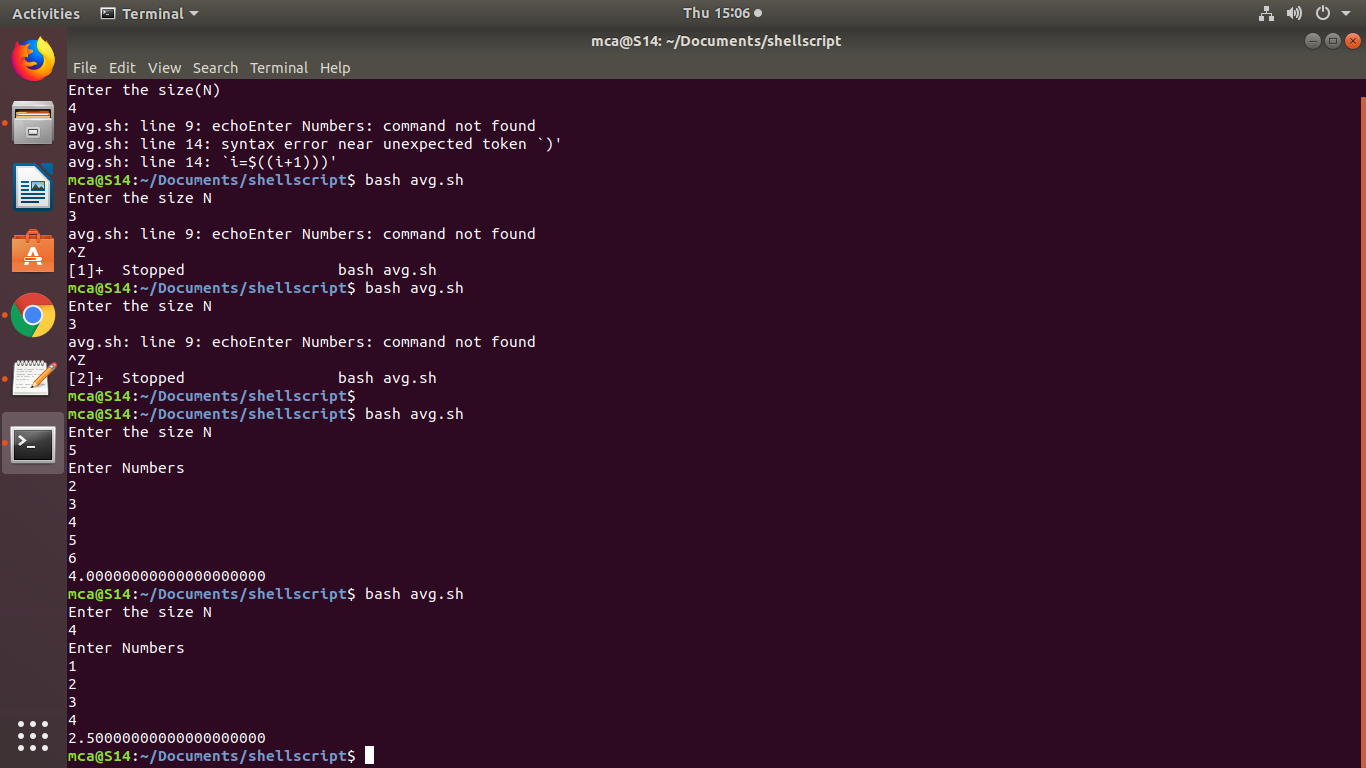 Activities Terminal Thu 15:06
mca@S14: ~/Documents/shellscript
File Edit View Search Terminal Help
Enter the size(N)
4
avg.sh: line 9: echoEnter Numbers: command not found
avg.sh: line 14: syntax error near unexpected token `)'
avg.sh: line 14: `i=$((i+1)))'
mca@S14:~/Documents/shellscript$ bash avg.sh
Enter the size N
3
avg.sh: line 9: echoEnter Numbers: command not found
^Z
[1]+  Stopped                 bash avg.sh
mca@S14:~/Documents/shellscript$ bash avg.sh
Enter the size N
3
avg.sh: line 9: echoEnter Numbers: command not found
^Z
[2]+  Stopped                 bash avg.sh
mca@S14:~/Documents/shellscript$
mca@S14:~/Documents/shellscript$ bash avg.sh
Enter the size N
5
Enter Numbers
2
3
4
5
6
4.00000000000000000000
mca@S14:~/Documents/shellscript$ bash avg.sh
Enter the size N
4
Enter Numbers
1
2
3
4
2.50000000000000000000
mca@S14:~/Documents/shellscript$